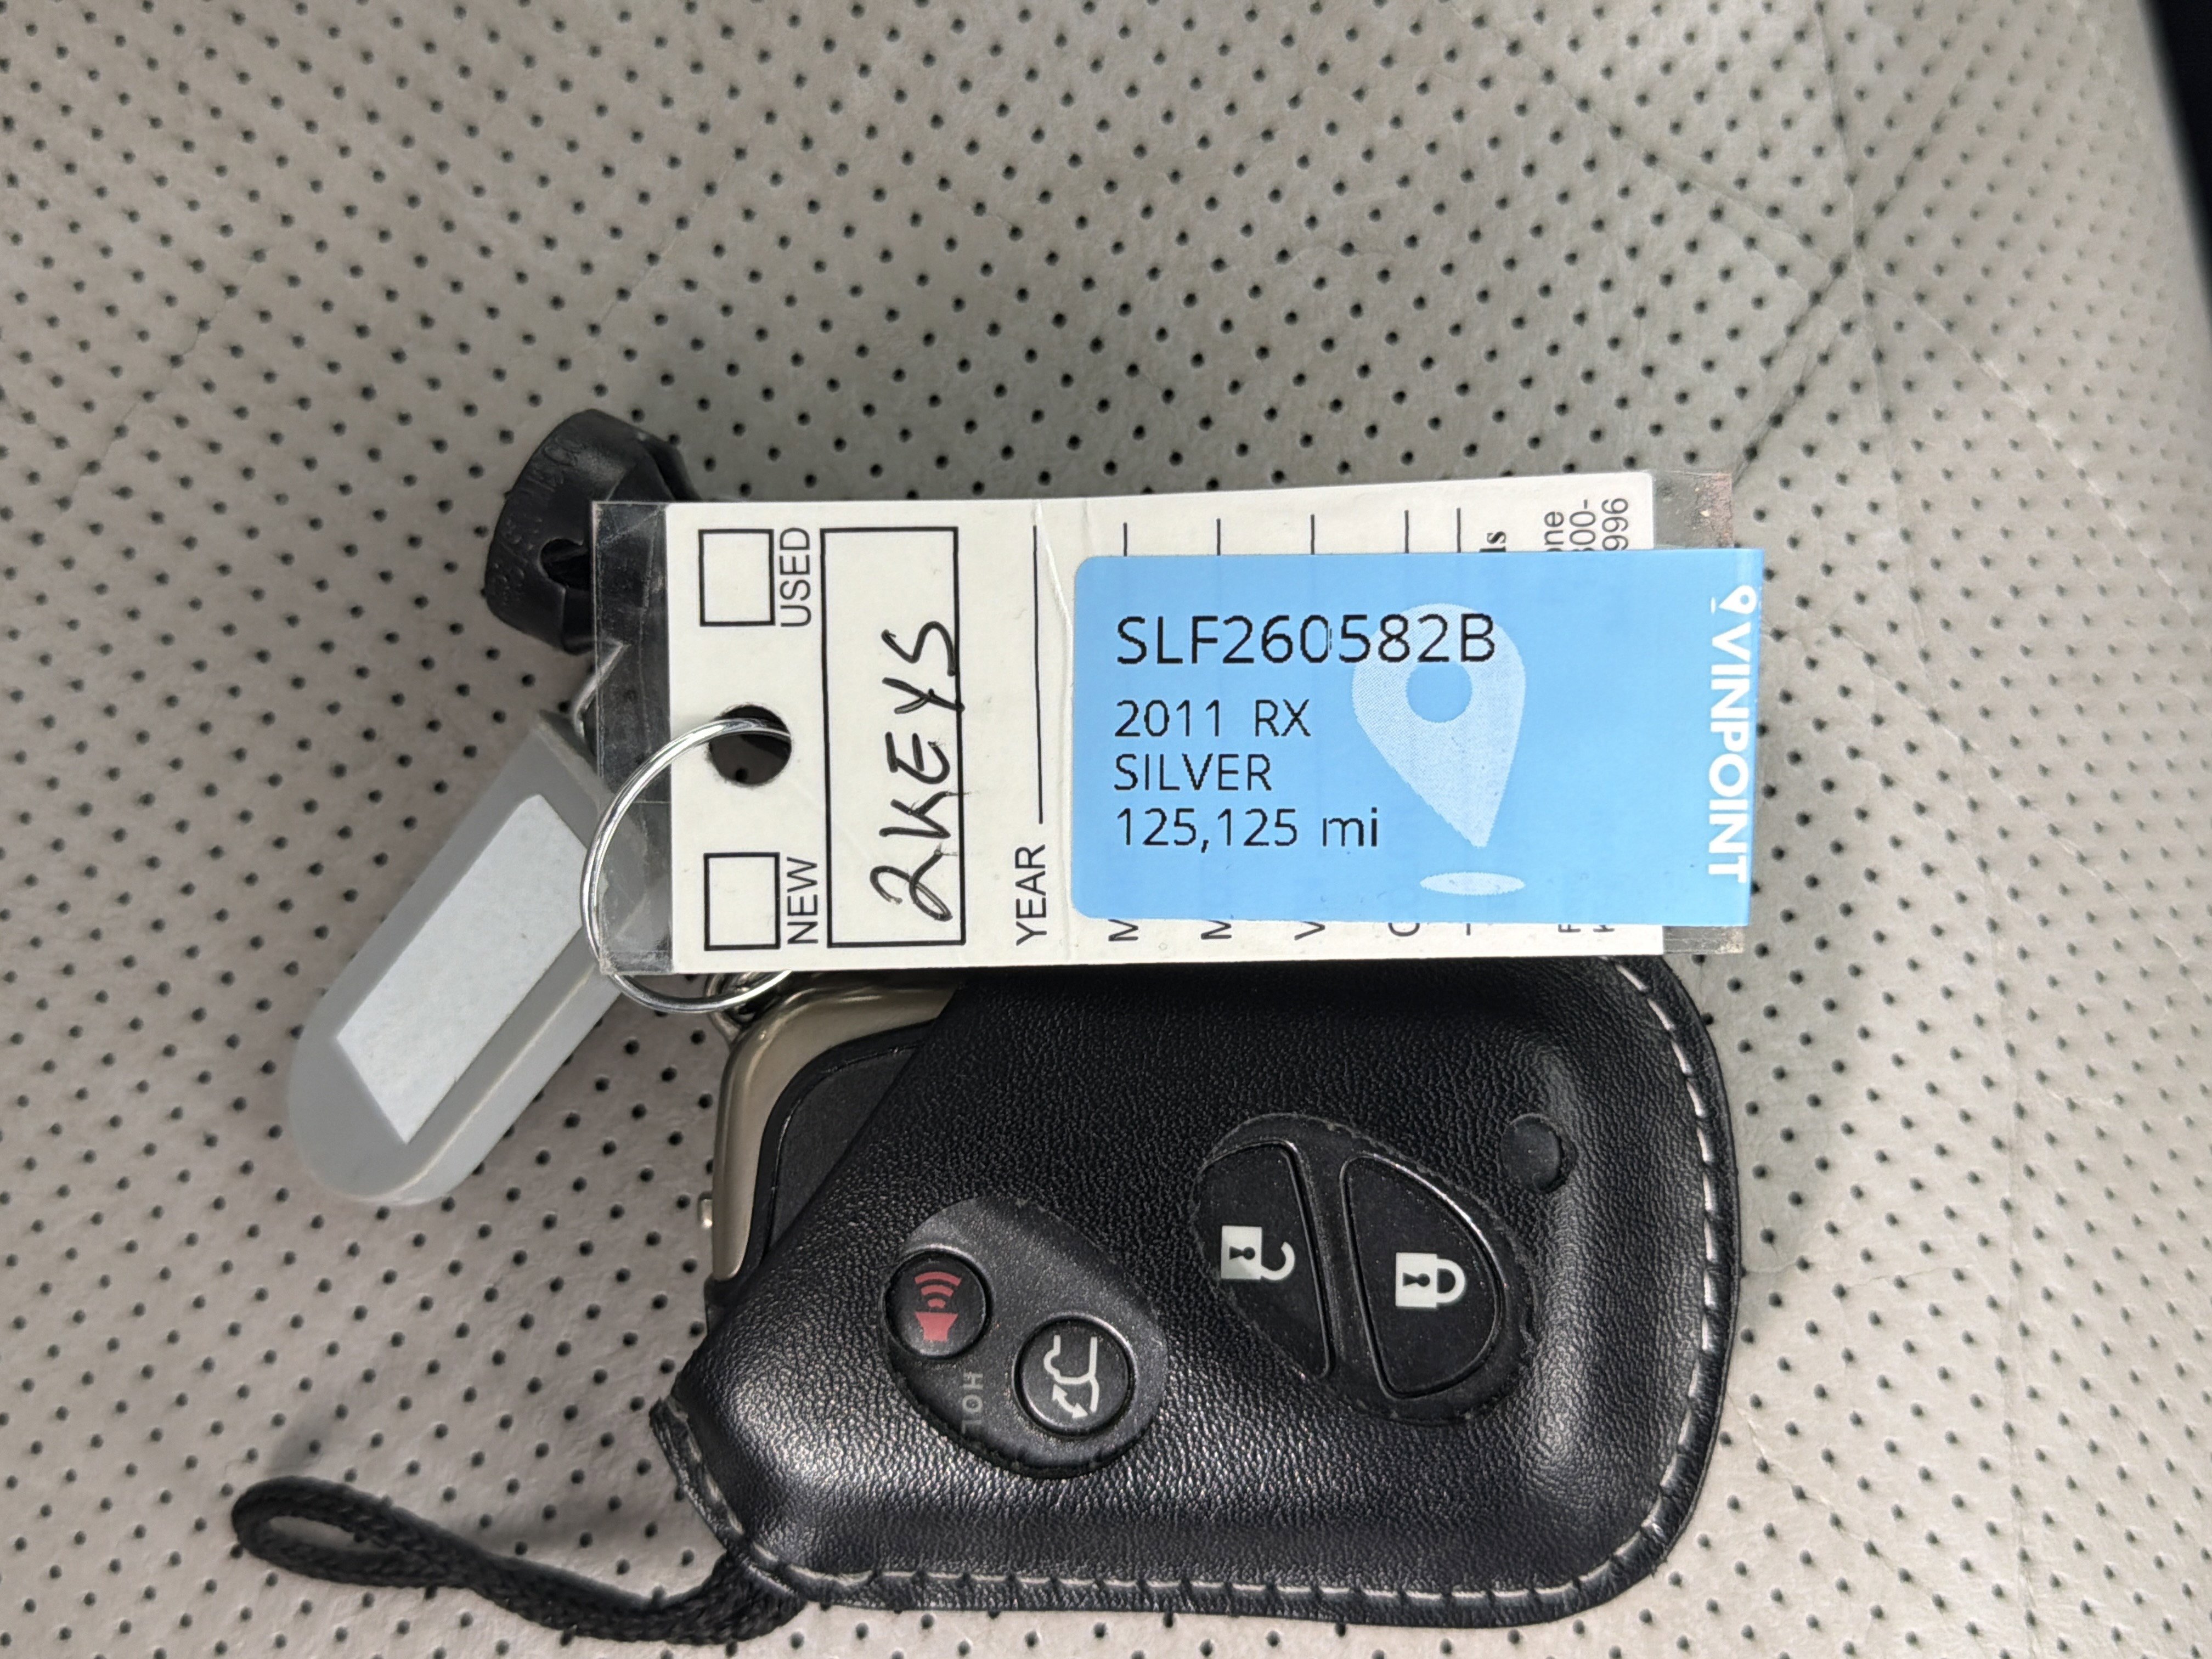 NEW
USED
2KEYS
YEAR
SLF260582B
2011 RX
SILVER
125,125 mi
VINPOINT